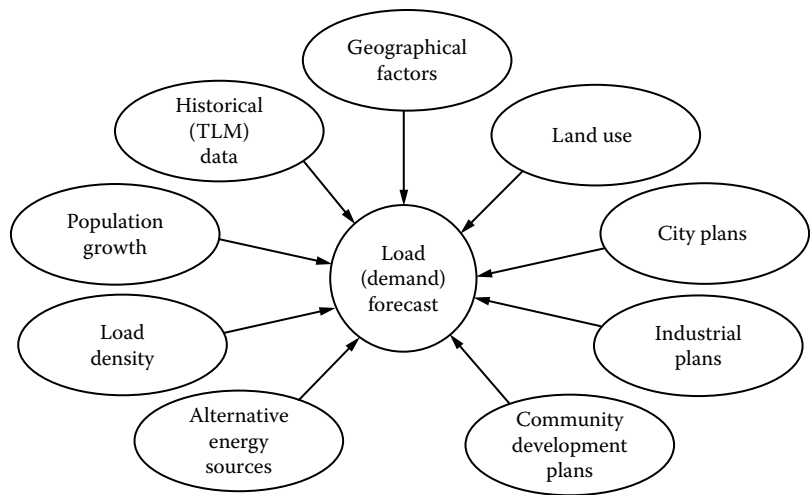 Geographical
factors
Historical
(TLM)
data
Land use
Population
growth
Load
(demand)
forecast
City plans
Load
density
Industrial
plans
Alternative
energy
sources
Community
development
plans